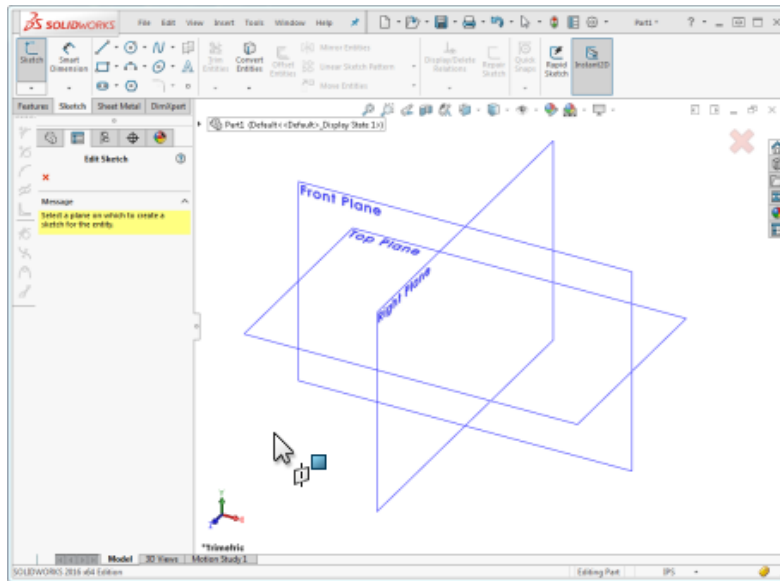 SOLIDWORKS File Edit View Insert Tools Window Help Part1 *
Sketch Smart Dimension Trim Entities Convert Entities Offset Entities Mirror Entities Linear Sketch Pattern Move Entities Display/Delete Relations Repair Sketch Quick Snaps Rapid Sketch Instant2D
Features Sketch Sheet Metal DimXpert
Part1 (Default<<Default>_Display State 1>)
Edit Sketch
Message
Select a plane on which to create a
sketch for the entity.
Front Plane
Top Plane
Right Plane
*Trimetric
Model 3D Views Motion Study 1
SOLIDWORKS 2016 x64 Edition Editing Part IPS